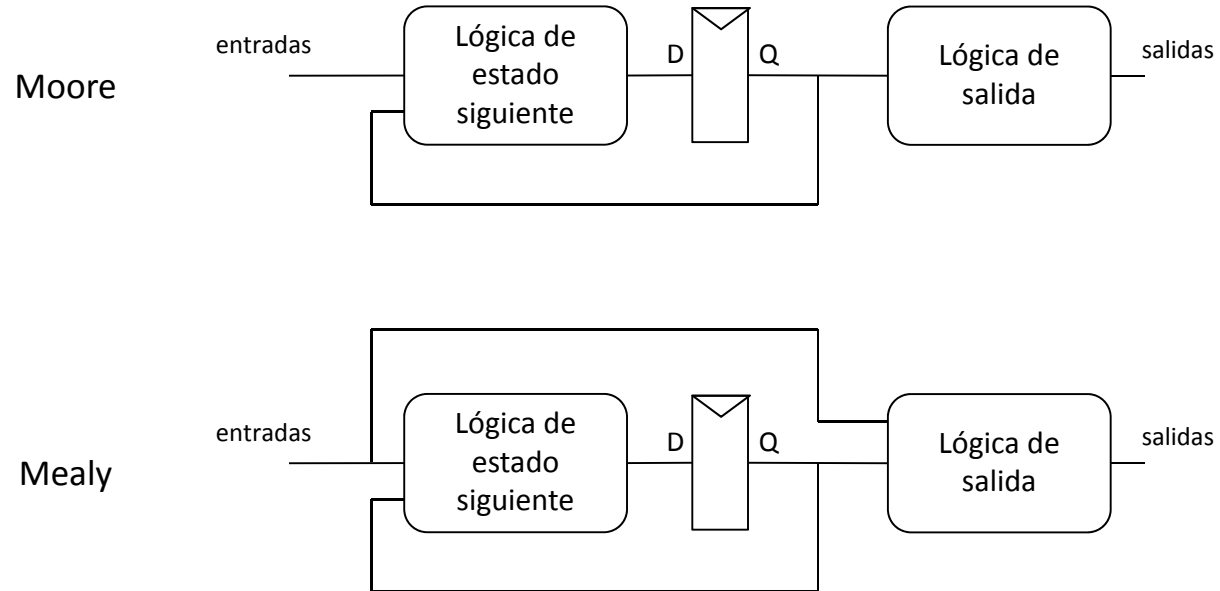 Moore
entradas
Lógica de
estado
siguiente
D
Q
Lógica de
salida
salidas
Mealy
entradas
Lógica de
estado
siguiente
D
Q
Lógica de
salida
salidas